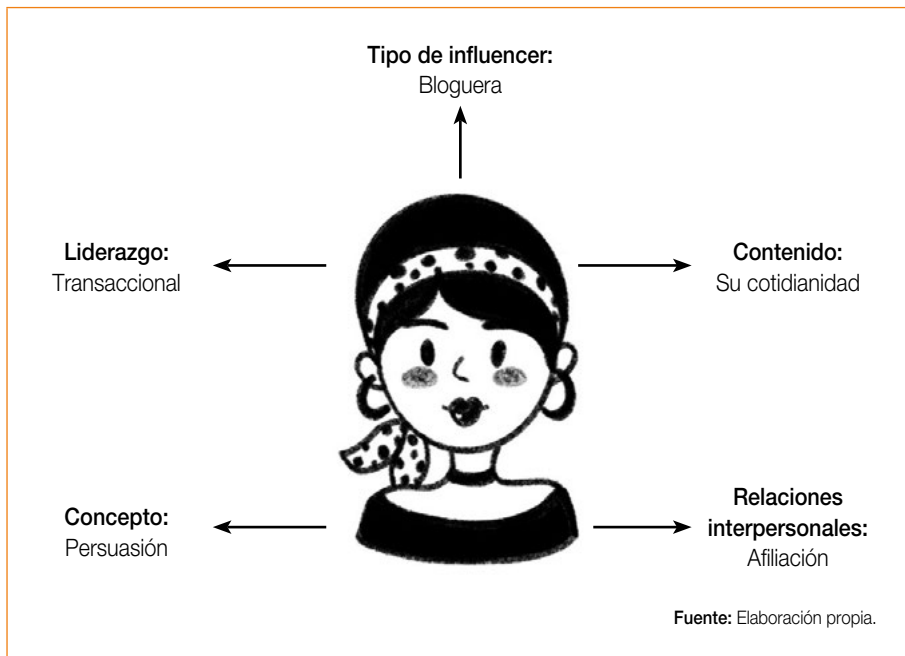 Tipo de influencer:
Bloguera
Liderazgo:
Transaccional
Contenido:
Su cotidianidad
Concepto:
Persuasión
Relaciones
interpersonales:
Afiliación
Fuente: Elaboración propia.